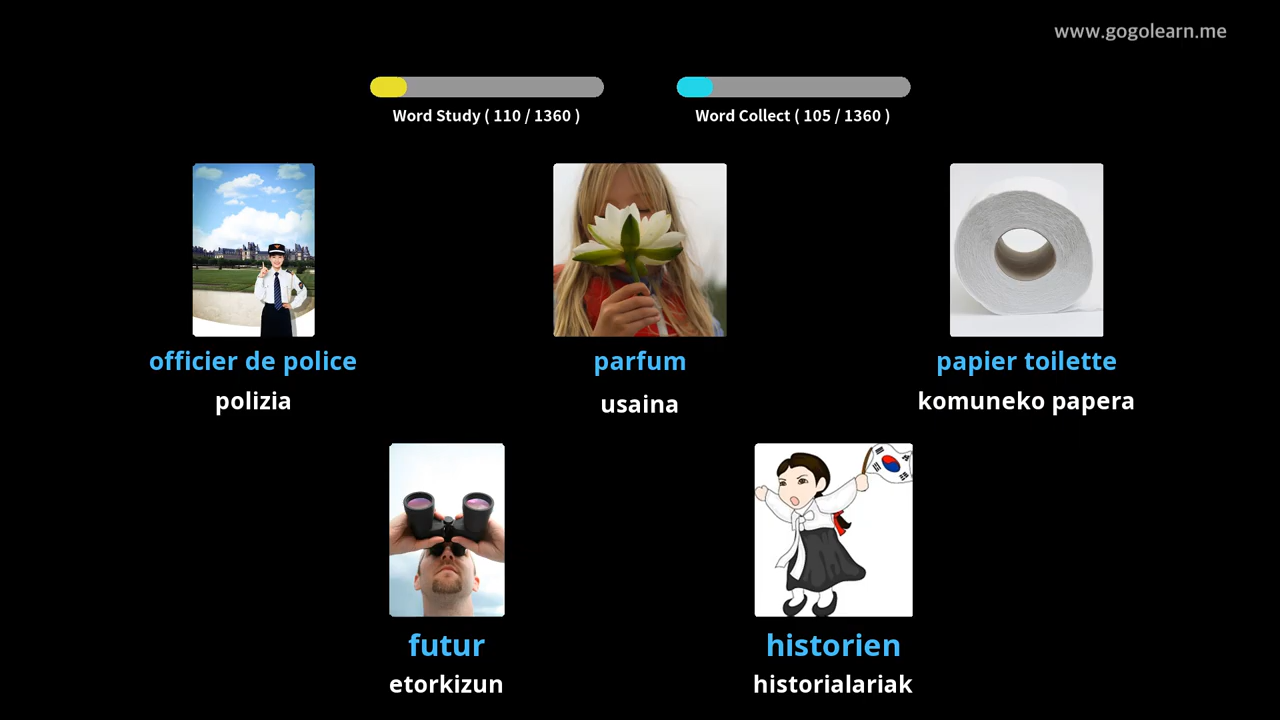 www.gogolearn.me
Word Study ( 110 / 1360 )
Word Collect ( 105 / 1360 )
officier de police
polizia
parfum
usaina
papier toilette
komuneko papera
futur
etorkizun
historien
historialariak